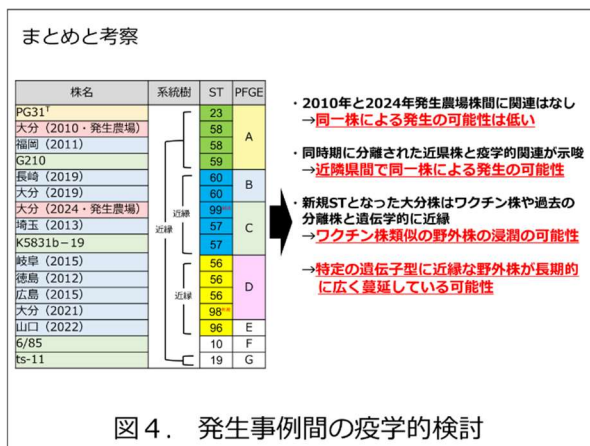 まとめと考察
株名 系統樹 ST PFGE
PG31T 23 A
大分（2010・発生農場） 58
福岡（2011） 58
G210 59
長崎（2019） 60 B
大分（2019） 60
大分（2024・発生農場） 99 C
埼玉（2013） 57
K5831b−19 57
岐阜（2015） 56 D
徳島（2012） 56
広島（2015） 56
大分（2021） 98
山口（2022） 96 E
6/85 10 F
ts-11 19 G
近縁
近縁
近縁
・2010年と2024年発生農場株間に関連はなし
→同一株による発生の可能性は低い
・同時期に分離された近県株と疫学的関連が示唆
→近隣県間で同一株による発生の可能性
・新規STとなった大分株はワクチン株や過去の
分離株と遺伝学的に近縁
→ワクチン株類似の野外株の浸潤の可能性
→特定の遺伝子型に近縁な野外株が長期的
に広く蔓延している可能性
図４． 発生事例間の疫学的検討